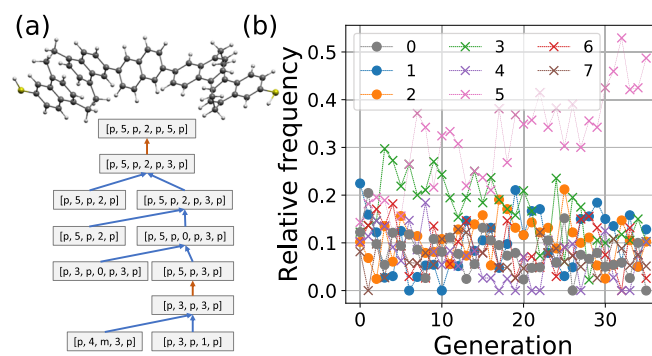 (a)
[p, 5, p, 2, p, 5, p]
[p, 5, p, 2, p, 3, p]
[p, 5, p, 2, p]
[p, 5, p, 2, p, 3, p]
[p, 5, p, 2, p]
[p, 5, p, 0, p, 3, p]
[p, 3, p, 0, p, 3, p]
[p, 5, p, 3, p]
[p, 3, p, 3, p]
[p, 4, m, 3, p]
[p, 3, p, 1, p]
(b)
Relative frequency
0.5
0.4
0.3
0.2
0.1
0.0
0 3 6
1 4 7
2 5
0 10 20 30
Generation